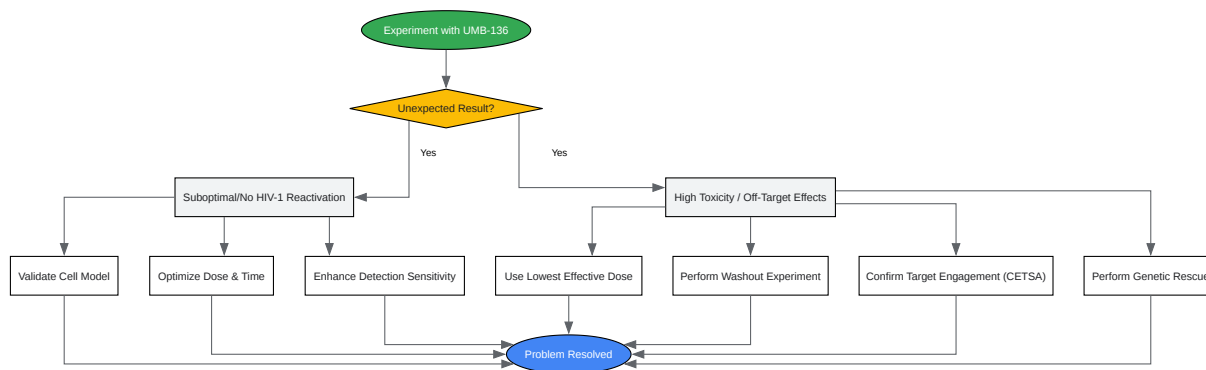 Experiment with UMB-136
Unexpected Result?
Yes
Yes
Suboptimal/No HIV-1 Reactivation
High Toxicity / Off-Target Effects
Validate Cell Model
Optimize Dose & Time
Enhance Detection Sensitivity
Use Lowest Effective Dose
Perform Washout Experiment
Confirm Target Engagement (CETSA)
Perform Genetic Rescue
Problem Resolved